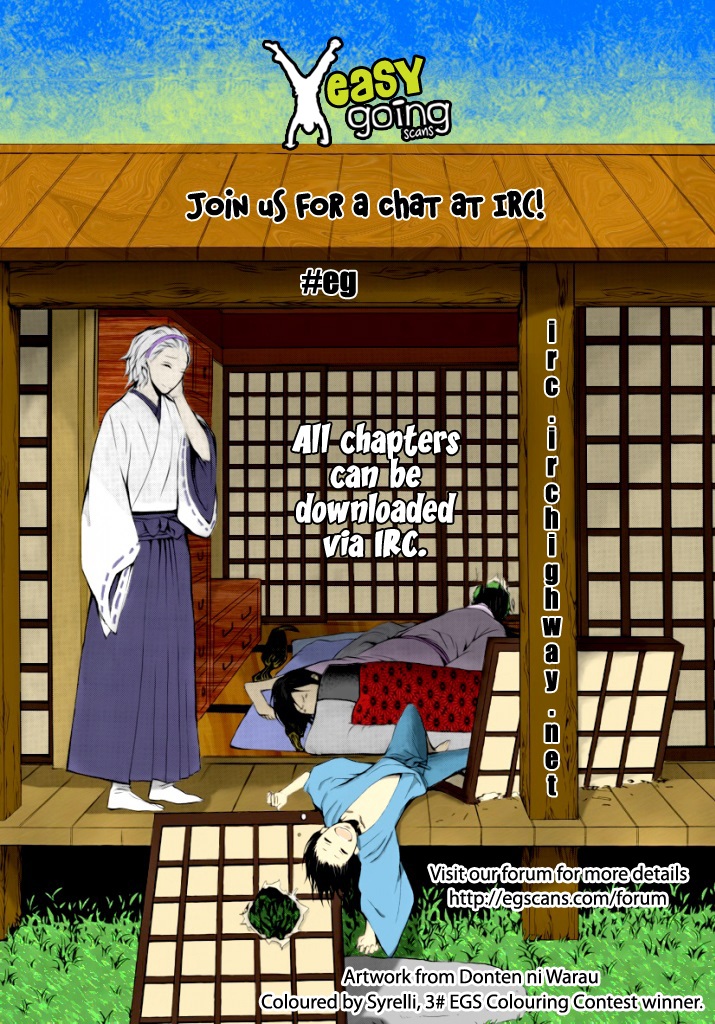 easy
going
scans
Join us for a chat at IRC!
#eg
irc.irchighway.net
All chapters
can be
downloaded
via IRC.
Visit our forum for more details
http://egscans.com/forum
Artwork from Donten ni Warau
Coloured by Syrelli, 3# EGS Colouring Contest winner.